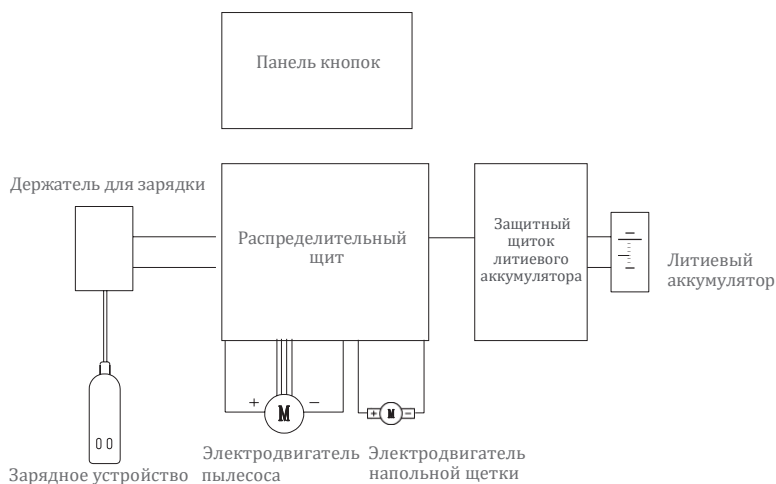 Панель кнопок
Держатель для зарядки
Распределительный
щит
Защитный
щиток
литиевого
аккумулятора
Литиевый
аккумулятор
+ M −
+ M −
Зарядное устройство
Электродвигатель
пылесоса
Электродвигатель
напольной щетки